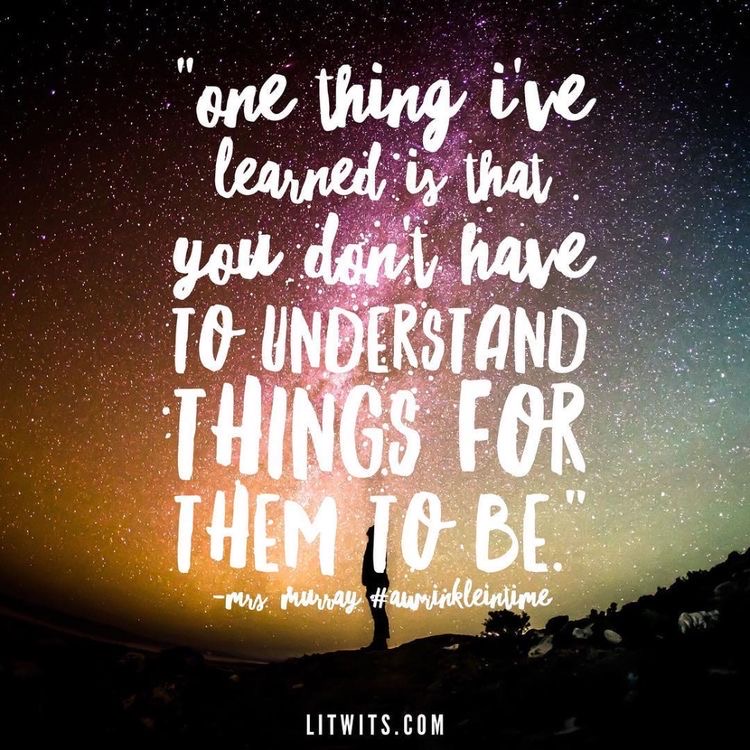 "one thing i've
learned is that
you don't have
TO UNDERSTAND
THINGS FOR
THEM TO BE."
-mrs murray #awrinkleintime
LITWITS.COM